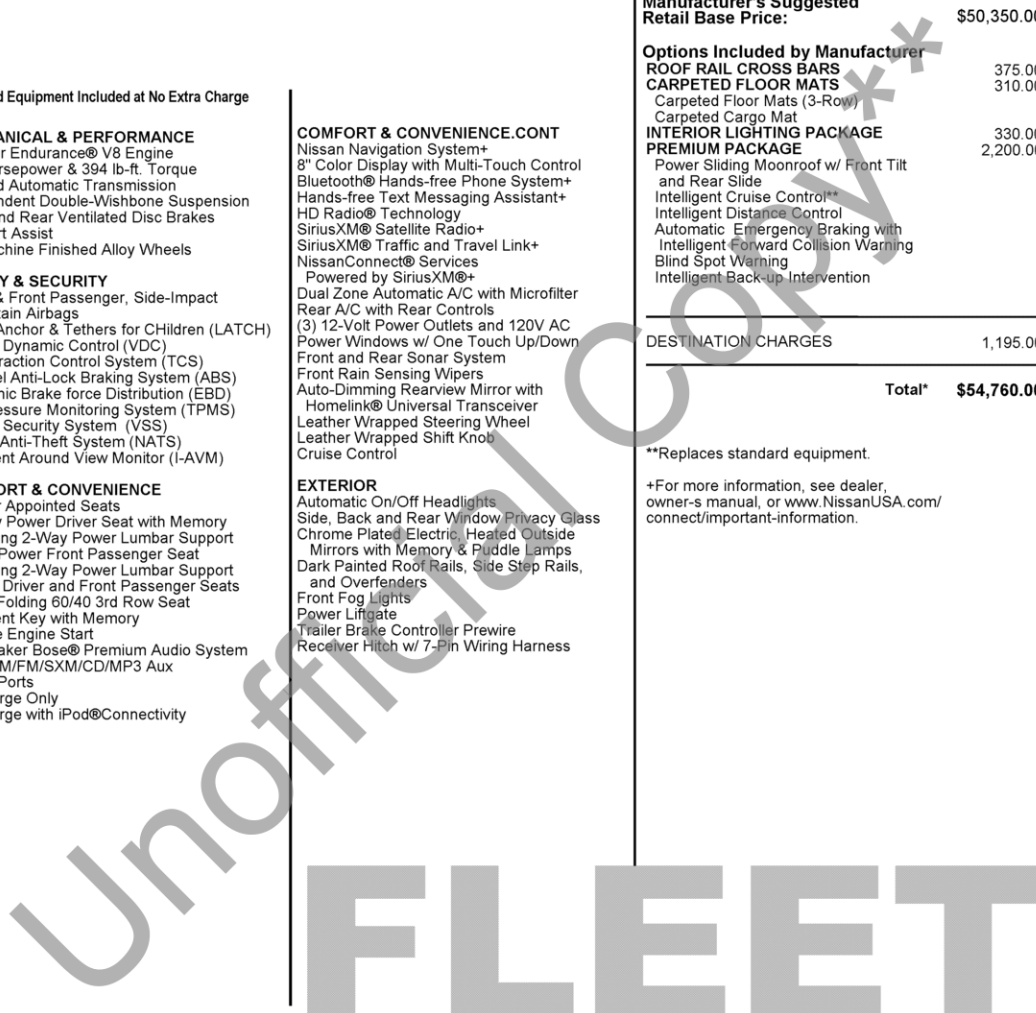 d Equipment Included at No Extra Charge
ANICAL & PERFORMANCE
r Endurance® V8 Engine
rsepower & 394 lb-ft. Torque
d Automatic Transmission
ndent Double-Wishbone Suspension
nd Rear Ventilated Disc Brakes
rt Assist
chine Finished Alloy Wheels
Y & SECURITY
& Front Passenger, Side-Impact
tain Airbags
Anchor & Tethers for CHildren (LATCH)
Dynamic Control (VDC)
raction Control System (TCS)
el Anti-Lock Braking System (ABS)
nic Brake force Distribution (EBD)
essure Monitoring System (TPMS)
Security System (VSS)
Anti-Theft System (NATS)
ent Around View Monitor (I-AVM)
ORT & CONVENIENCE
r Appointed Seats
y Power Driver Seat with Memory
ng 2-Way Power Lumbar Support
Power Front Passenger Seat
ng 2-Way Power Lumbar Support
Driver and Front Passenger Seats
Folding 60/40 3rd Row Seat
ent Key with Memory
e Engine Start
aker Bose® Premium Audio System
M/FM/SXM/CD/MP3 Aux
Ports
rge Only
rge with iPod®Connectivity
COMFORT & CONVENIENCE.CONT
Nissan Navigation System+
8" Color Display with Multi-Touch Control
Bluetooth® Hands-free Phone System+
Hands-free Text Messaging Assistant+
HD Radio® Technology
SiriusXM® Satellite Radio+
SiriusXM® Traffic and Travel Link+
NissanConnect® Services
Powered by SiriusXM®+
Dual Zone Automatic A/C with Microfilter
Rear A/C with Rear Controls
(3) 12-Volt Power Outlets and 120V AC
Power Windows w/ One Touch Up/Down
Front and Rear Sonar System
Front Rain Sensing Wipers
Auto-Dimming Rearview Mirror with
Homelink® Universal Transceiver
Leather Wrapped Steering Wheel
Leather Wrapped Shift Knob
Cruise Control
EXTERIOR
Automatic On/Off Headlights
Side, Back and Rear Window Privacy Glass
Chrome Plated Electric, Heated Outside
Mirrors with Memory & Puddle Lamps
Dark Painted Roof Rails, Side Step Rails,
and Overfenders
Front Fog Lights
Power Liftgate
Trailer Brake Controller Prewire
Receiver Hitch w/ 7-Pin Wiring Harness
Manufacturer's Suggested
Retail Base Price: $50,350.00
Options Included by Manufacturer
ROOF RAIL CROSS BARS 375.00
CARPETED FLOOR MATS 310.00
Carpeted Floor Mats (3-Row)
Carpeted Cargo Mat
INTERIOR LIGHTING PACKAGE 330.00
PREMIUM PACKAGE 2,200.00
Power Sliding Moonroof w/ Front Tilt
and Rear Slide
Intelligent Cruise Control**
Intelligent Distance Control
Automatic Emergency Braking with
Intelligent Forward Collision Warning
Blind Spot Warning
Intelligent Back-up Intervention
DESTINATION CHARGES 1,195.00
Total* $54,760.00
**Replaces standard equipment.
+For more information, see dealer,
owner-s manual, or www.NissanUSA.com/
connect/important-information.
Unofficial Copy**
FLEET